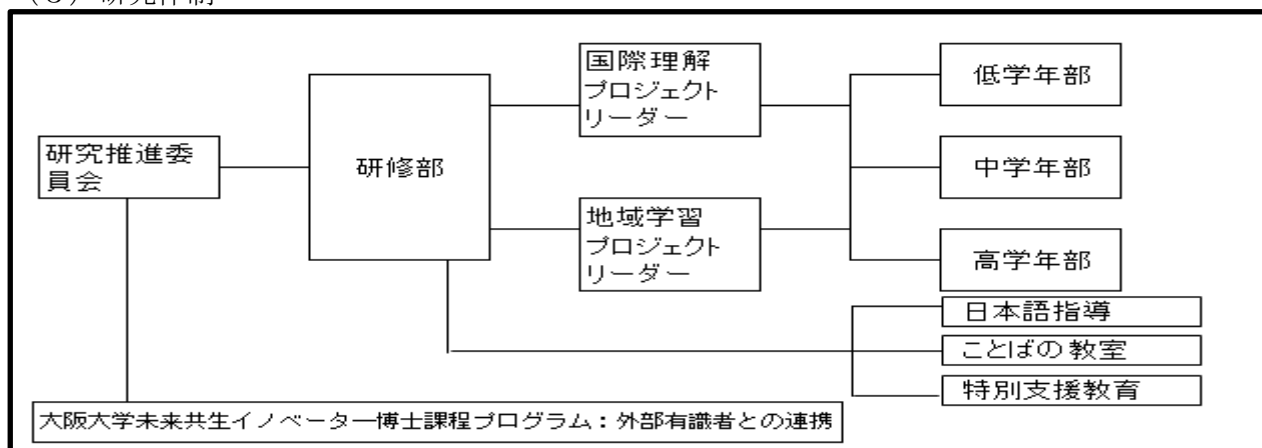 国際理解
プロジェクト
リーダー
低学年部
研究推進委
員会
研修部
中学年部
地域学習
プロジェクト
リーダー
高学年部
日本語指導
ことばの教室
特別支援教育
大阪大学未来共生イノベーター博士課程プログラム：外部有識者との連携